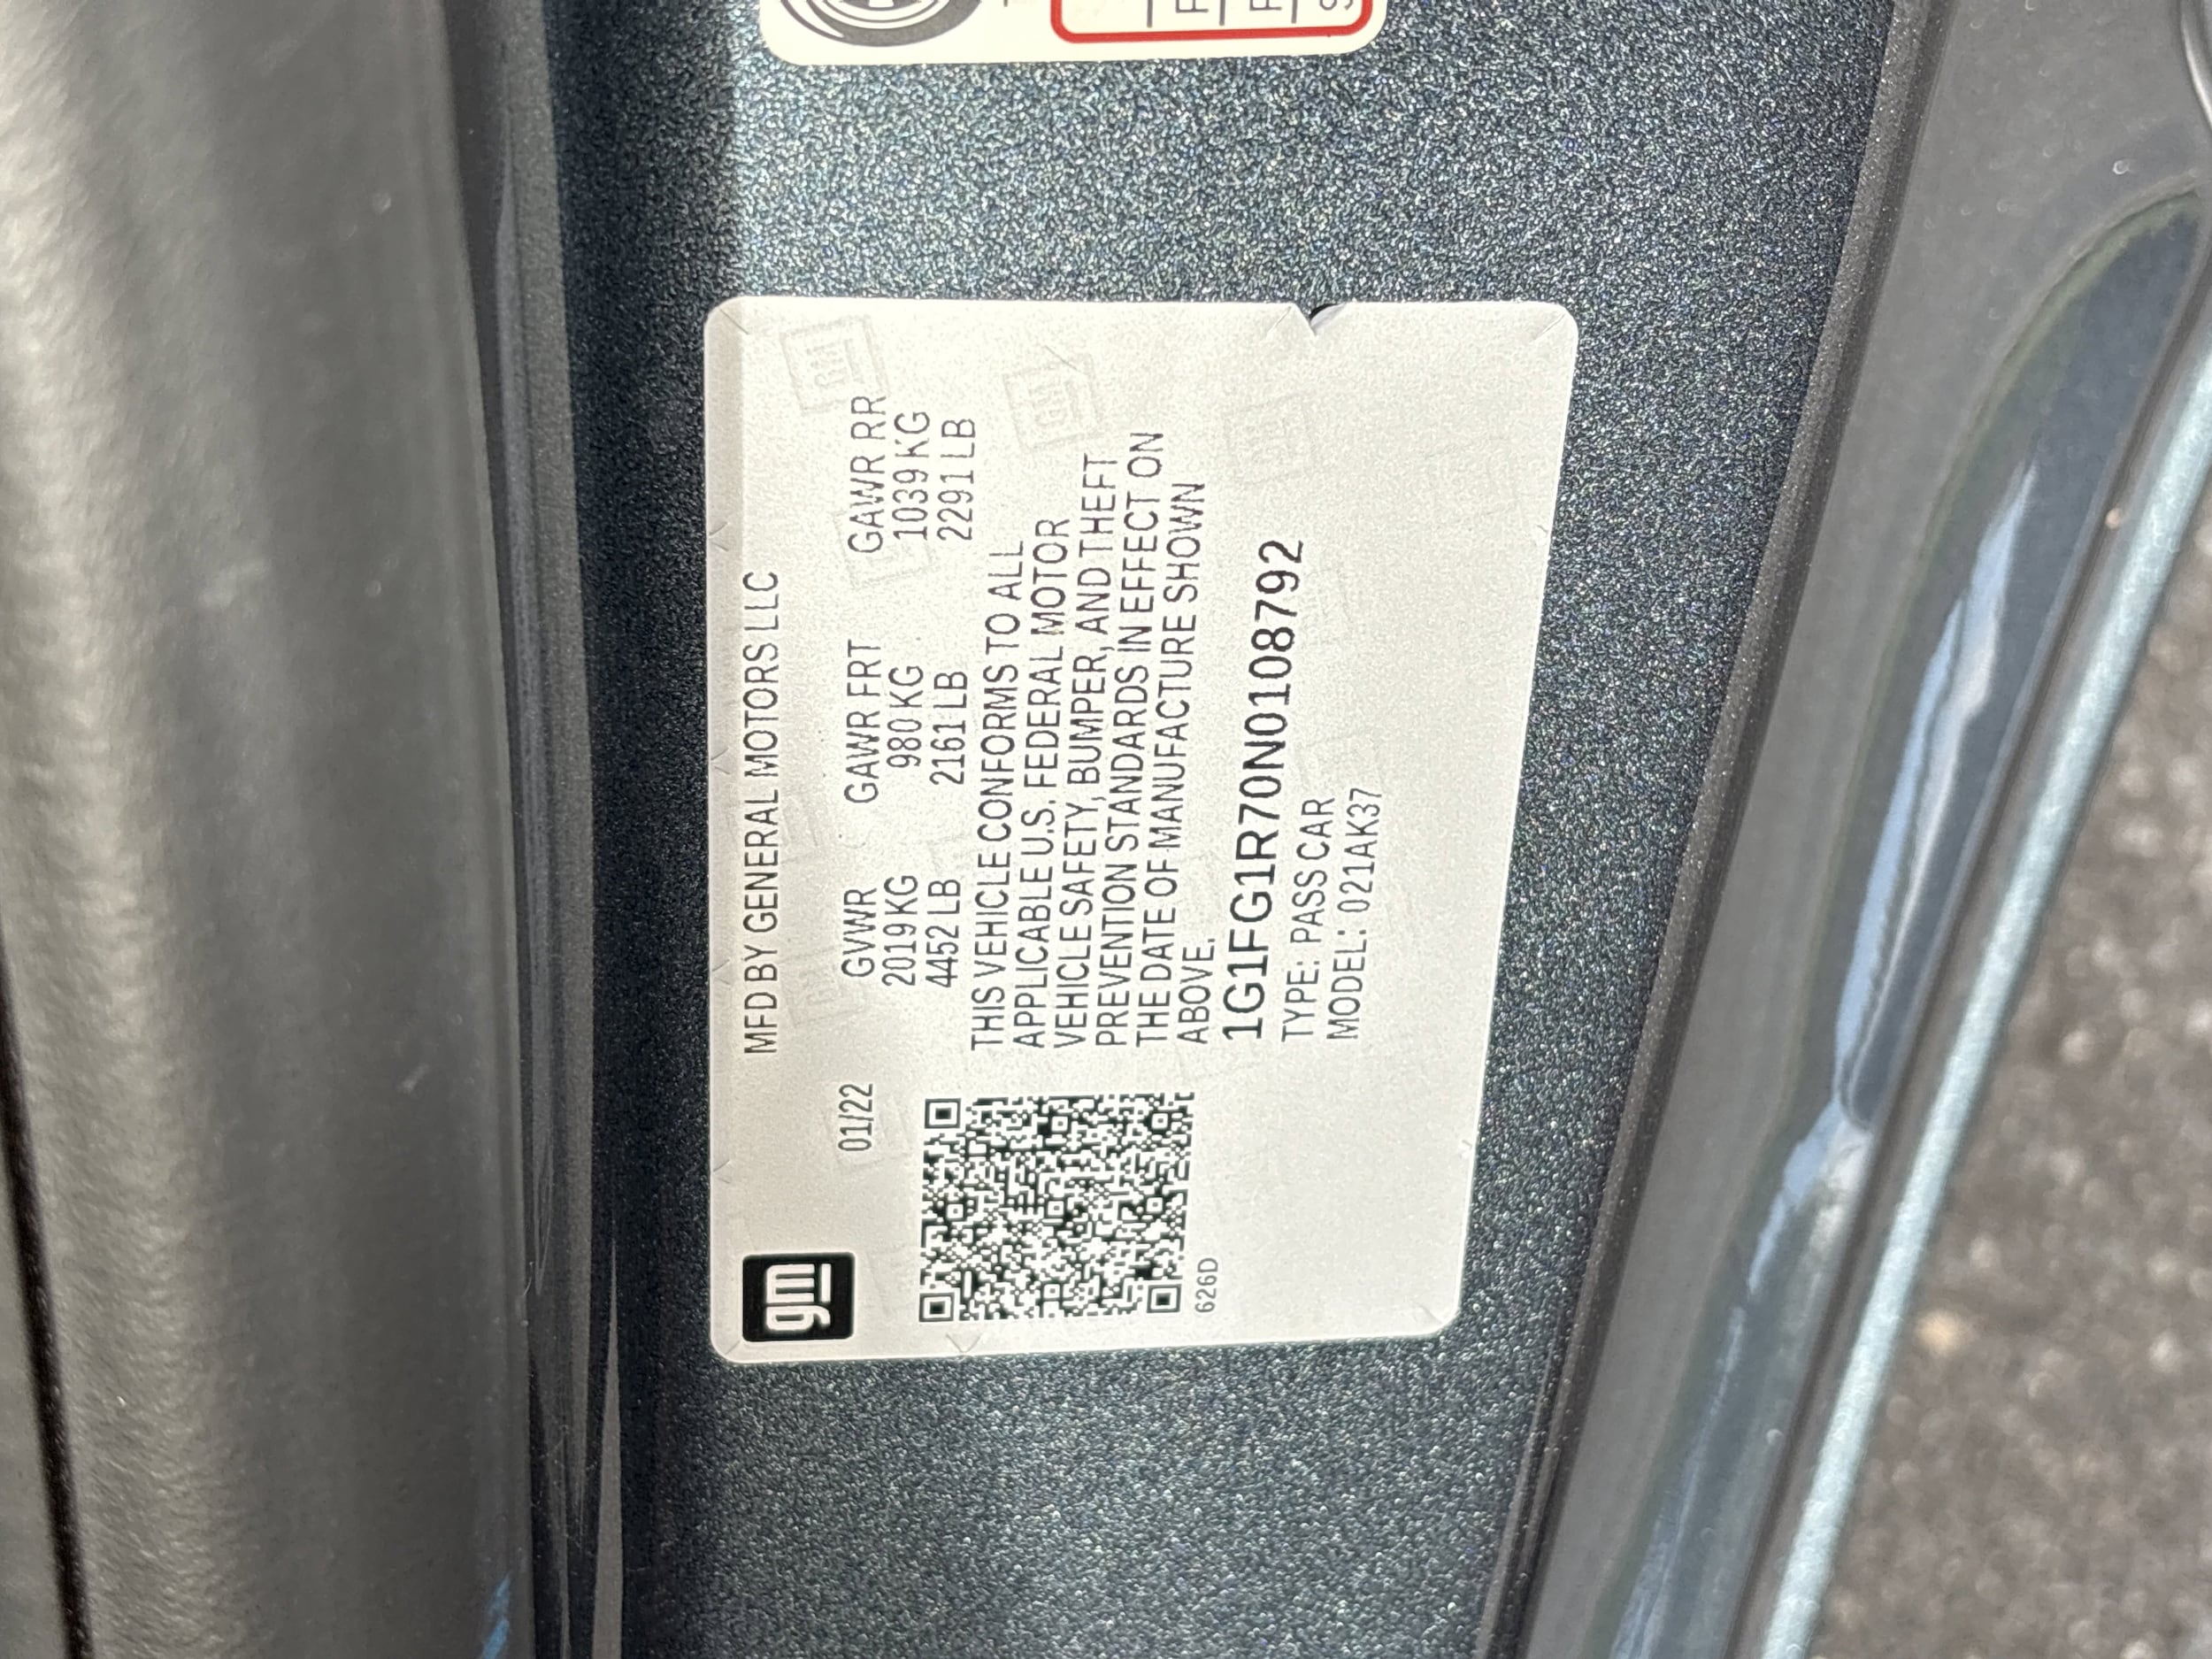 gm
MFD BY GENERAL MOTORS LLC
01/22
GVWR GAWR FRT GAWR RR
2019 KG 980 KG 1039 KG
4452 LB 2161 LB 2291 LB
THIS VEHICLE CONFORMS TO ALL
APPLICABLE U.S. FEDERAL MOTOR
VEHICLE SAFETY, BUMPER, AND THEFT
PREVENTION STANDARDS IN EFFECT ON
THE DATE OF MANUFACTURE SHOWN
ABOVE.
1G1FG1R70N0108792
TYPE: PASS CAR
MODEL: 021AK37
626D